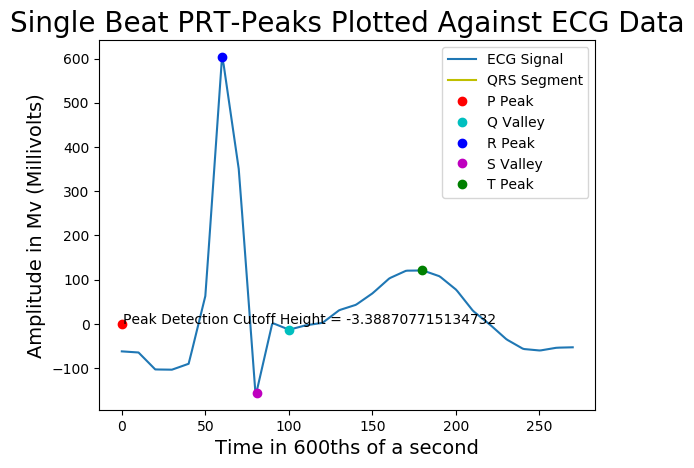 Single Beat PRT-Peaks Plotted Against ECG Data
Amplitude in Mv (Millivolts)
600
500
400
300
200
100
0
−100
ECG Signal
QRS Segment
P Peak
Q Valley
R Peak
S Valley
T Peak
Peak Detection Cutoff Height = -3.388707715134732
0 50 100 150 200 250
Time in 600ths of a second